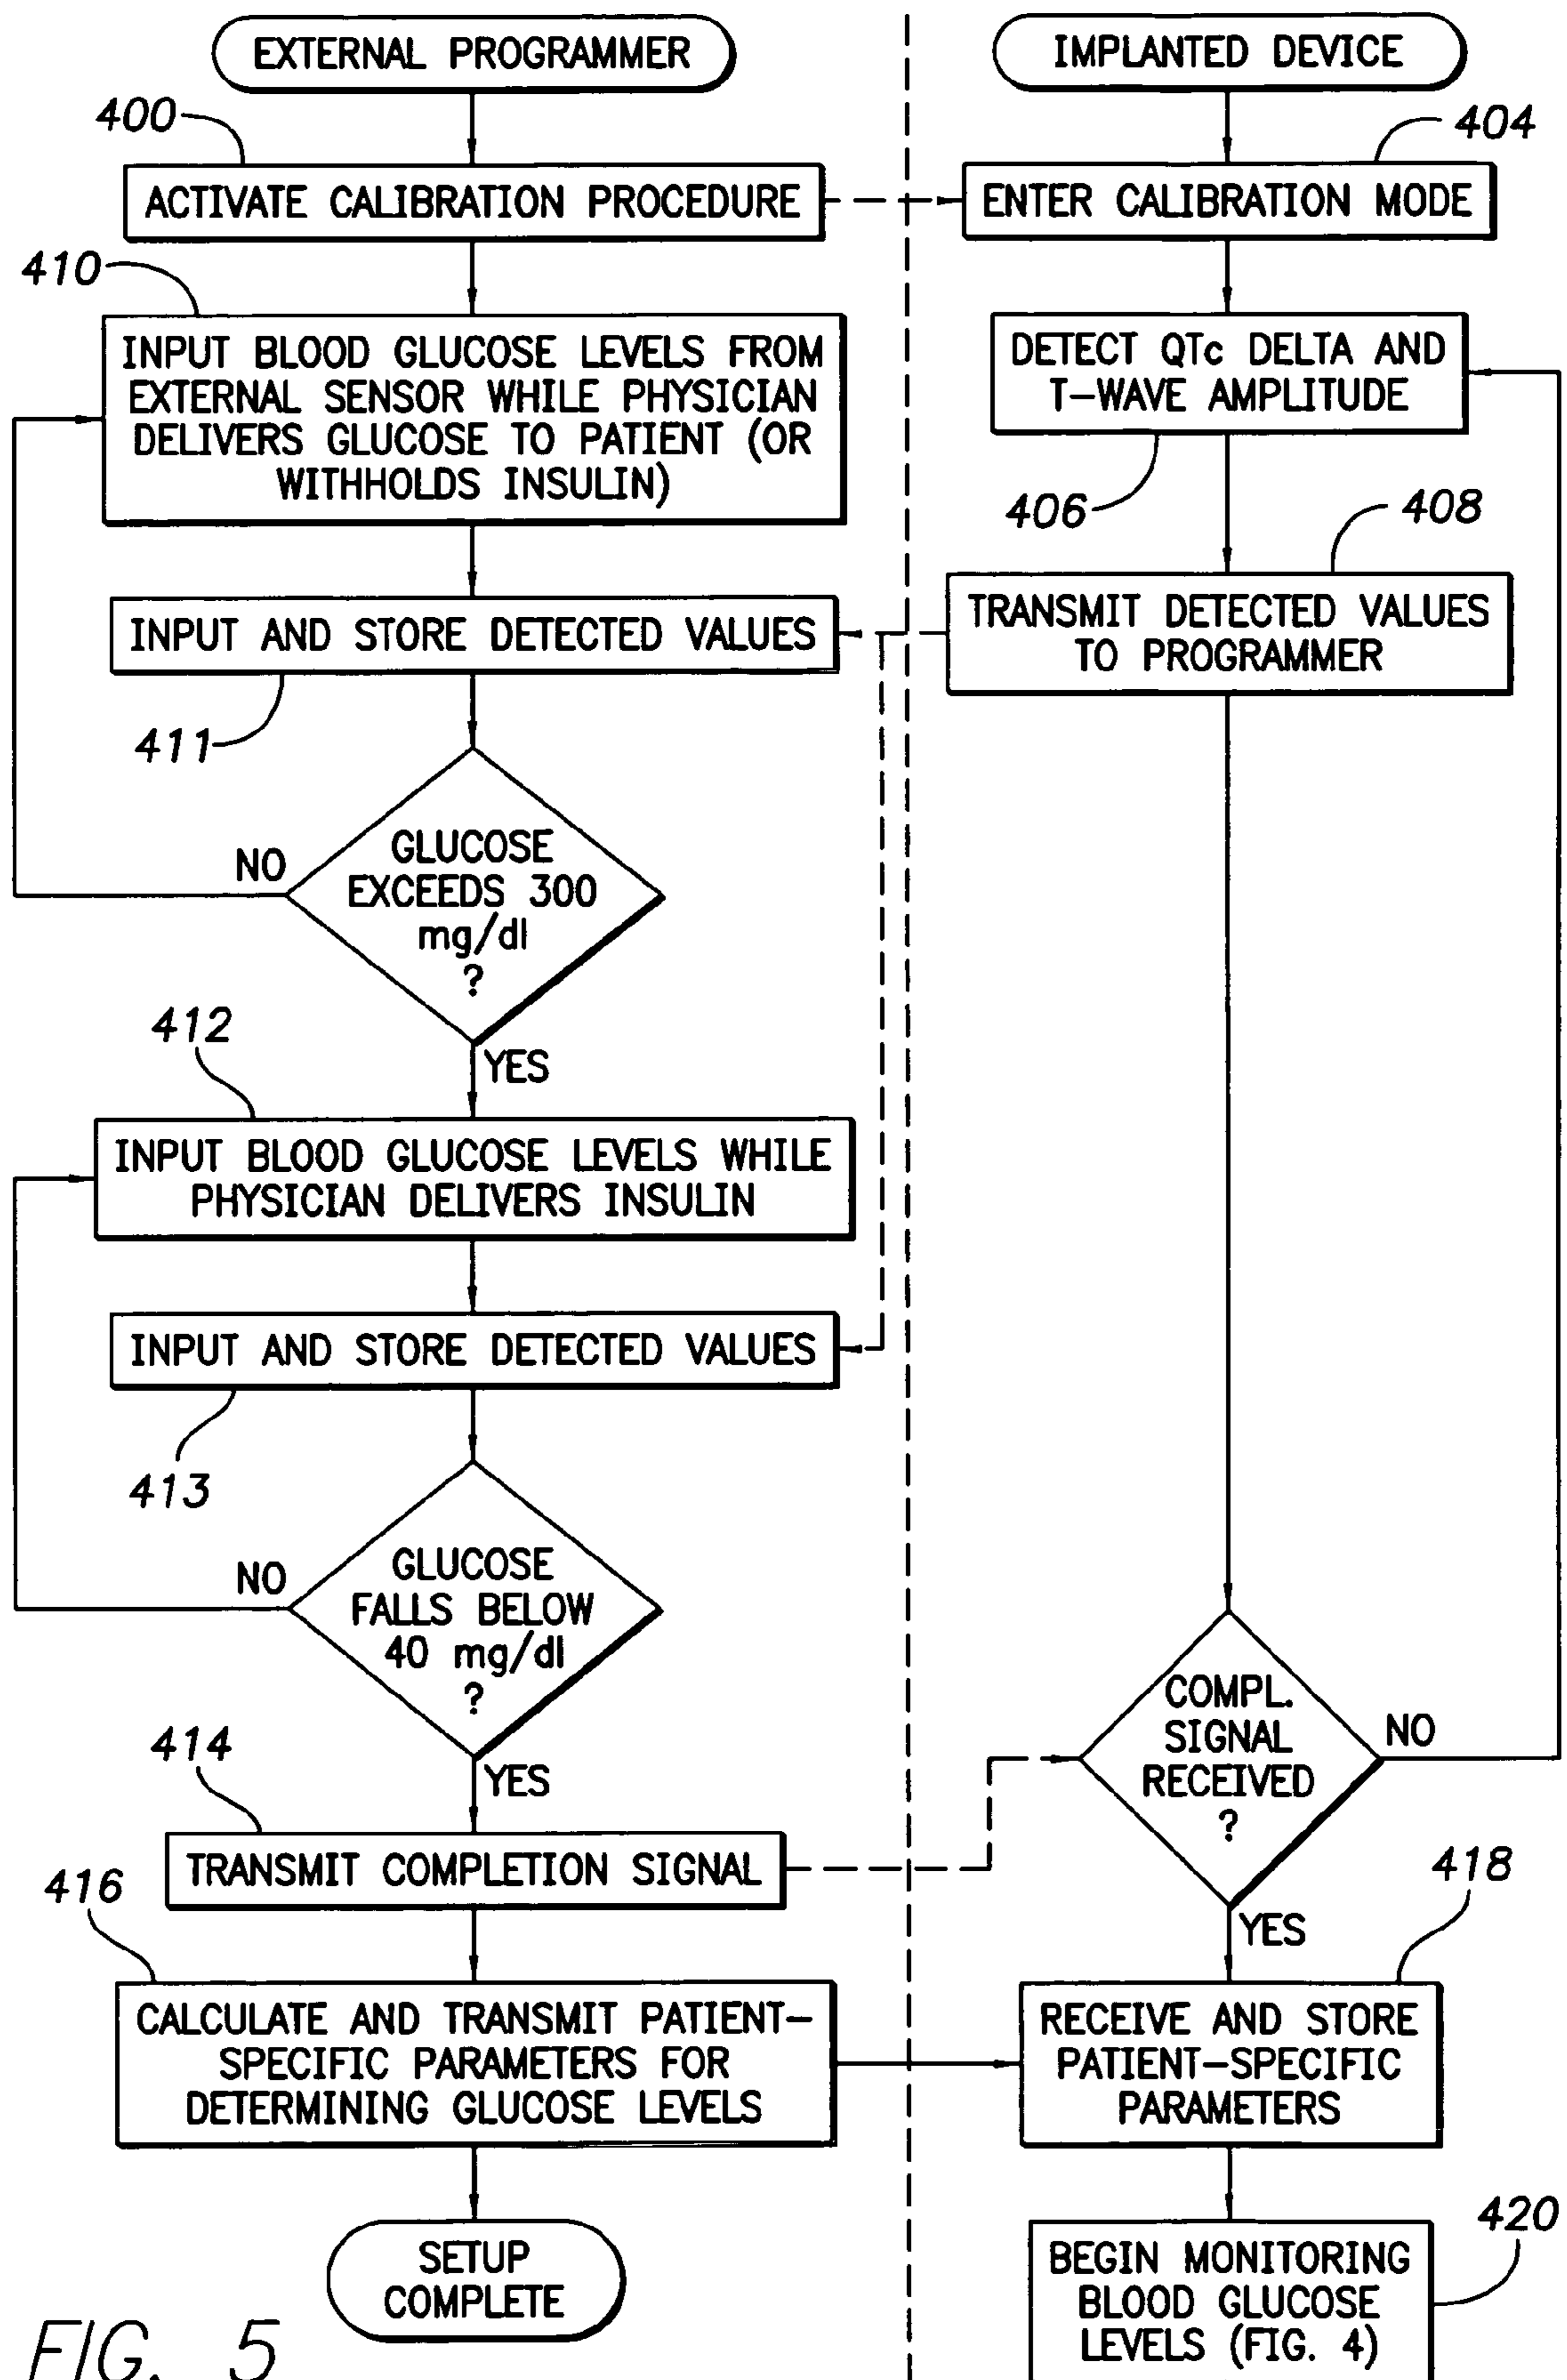 EXTERNAL PROGRAMMER
400
ACTIVATE CALIBRATION PROCEDURE
410
INPUT BLOOD GLUCOSE LEVELS FROM
EXTERNAL SENSOR WHILE PHYSICIAN
DELIVERS GLUCOSE TO PATIENT (OR
WITHHOLDS INSULIN)
INPUT AND STORE DETECTED VALUES
411
GLUCOSE
EXCEEDS 300
mg/dl
?
NO
YES
412
INPUT BLOOD GLUCOSE LEVELS WHILE
PHYSICIAN DELIVERS INSULIN
INPUT AND STORE DETECTED VALUES
413
GLUCOSE
FALLS BELOW
40 mg/dl
?
NO
YES
414
TRANSMIT COMPLETION SIGNAL
416
CALCULATE AND TRANSMIT PATIENT-
SPECIFIC PARAMETERS FOR
DETERMINING GLUCOSE LEVELS
SETUP
COMPLETE
IMPLANTED DEVICE
404
ENTER CALIBRATION MODE
DETECT QTc DELTA AND
T-WAVE AMPLITUDE
406
408
TRANSMIT DETECTED VALUES
TO PROGRAMMER
COMPL.
SIGNAL
RECEIVED
?
NO
YES
418
RECEIVE AND STORE
PATIENT-SPECIFIC
PARAMETERS
420
BEGIN MONITORING
BLOOD GLUCOSE
LEVELS (FIG. 4)
FIG. 5